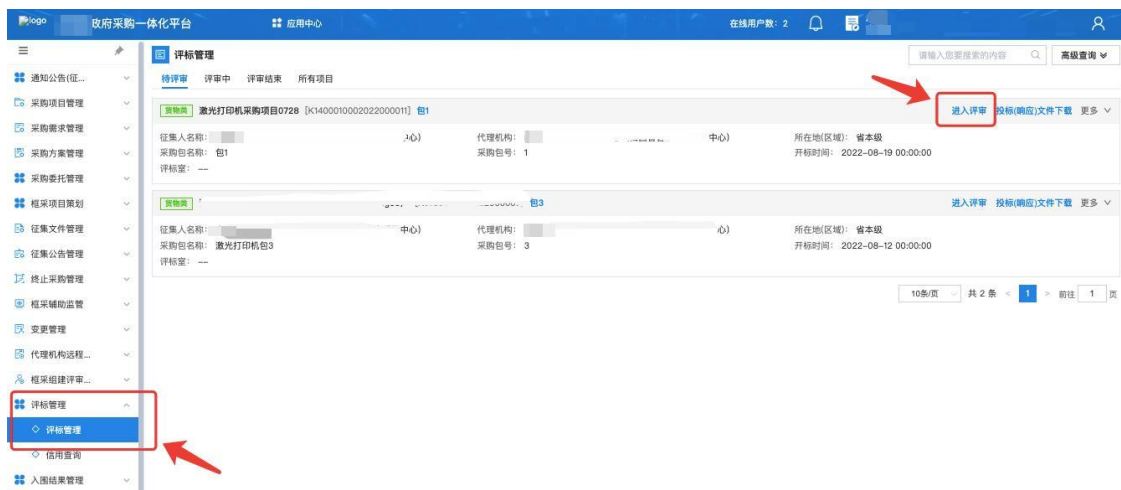 logo
政府采购一体化平台
应用中心
在线用户数：2
评标管理
请输入您要搜索的内容
高级查询
待评审 评审中 评审结束 所有项目
通知公告(征...
采购项目管理
采购需求管理
采购方案管理
采购委托管理
框采项目策划
征集文件管理
征集公告管理
终止采购管理
框采辅助监管
变更管理
代理机构远程...
框采组建评审...
评标管理
评标管理
信用查询
入围结果管理
货物类 激光打印机采购项目0728 [K1400010002022000011] 包1
进入评审 投标(响应)文件下载 更多
征集人名称： 中心) 代理机构： 中心) 所在地(区域)： 省本级
采购包名称： 包1 采购包号： 1 开标时间： 2022-08-19 00:00:00
评标室： --
货物类 包3
进入评审 投标(响应)文件下载 更多
征集人名称： 中心) 代理机构： 心) 所在地(区域)： 省本级
采购包名称： 激光打印机包3 采购包号： 3 开标时间： 2022-08-12 00:00:00
评标室： --
10条/页 共 2 条 < 1 > 前往 1 页